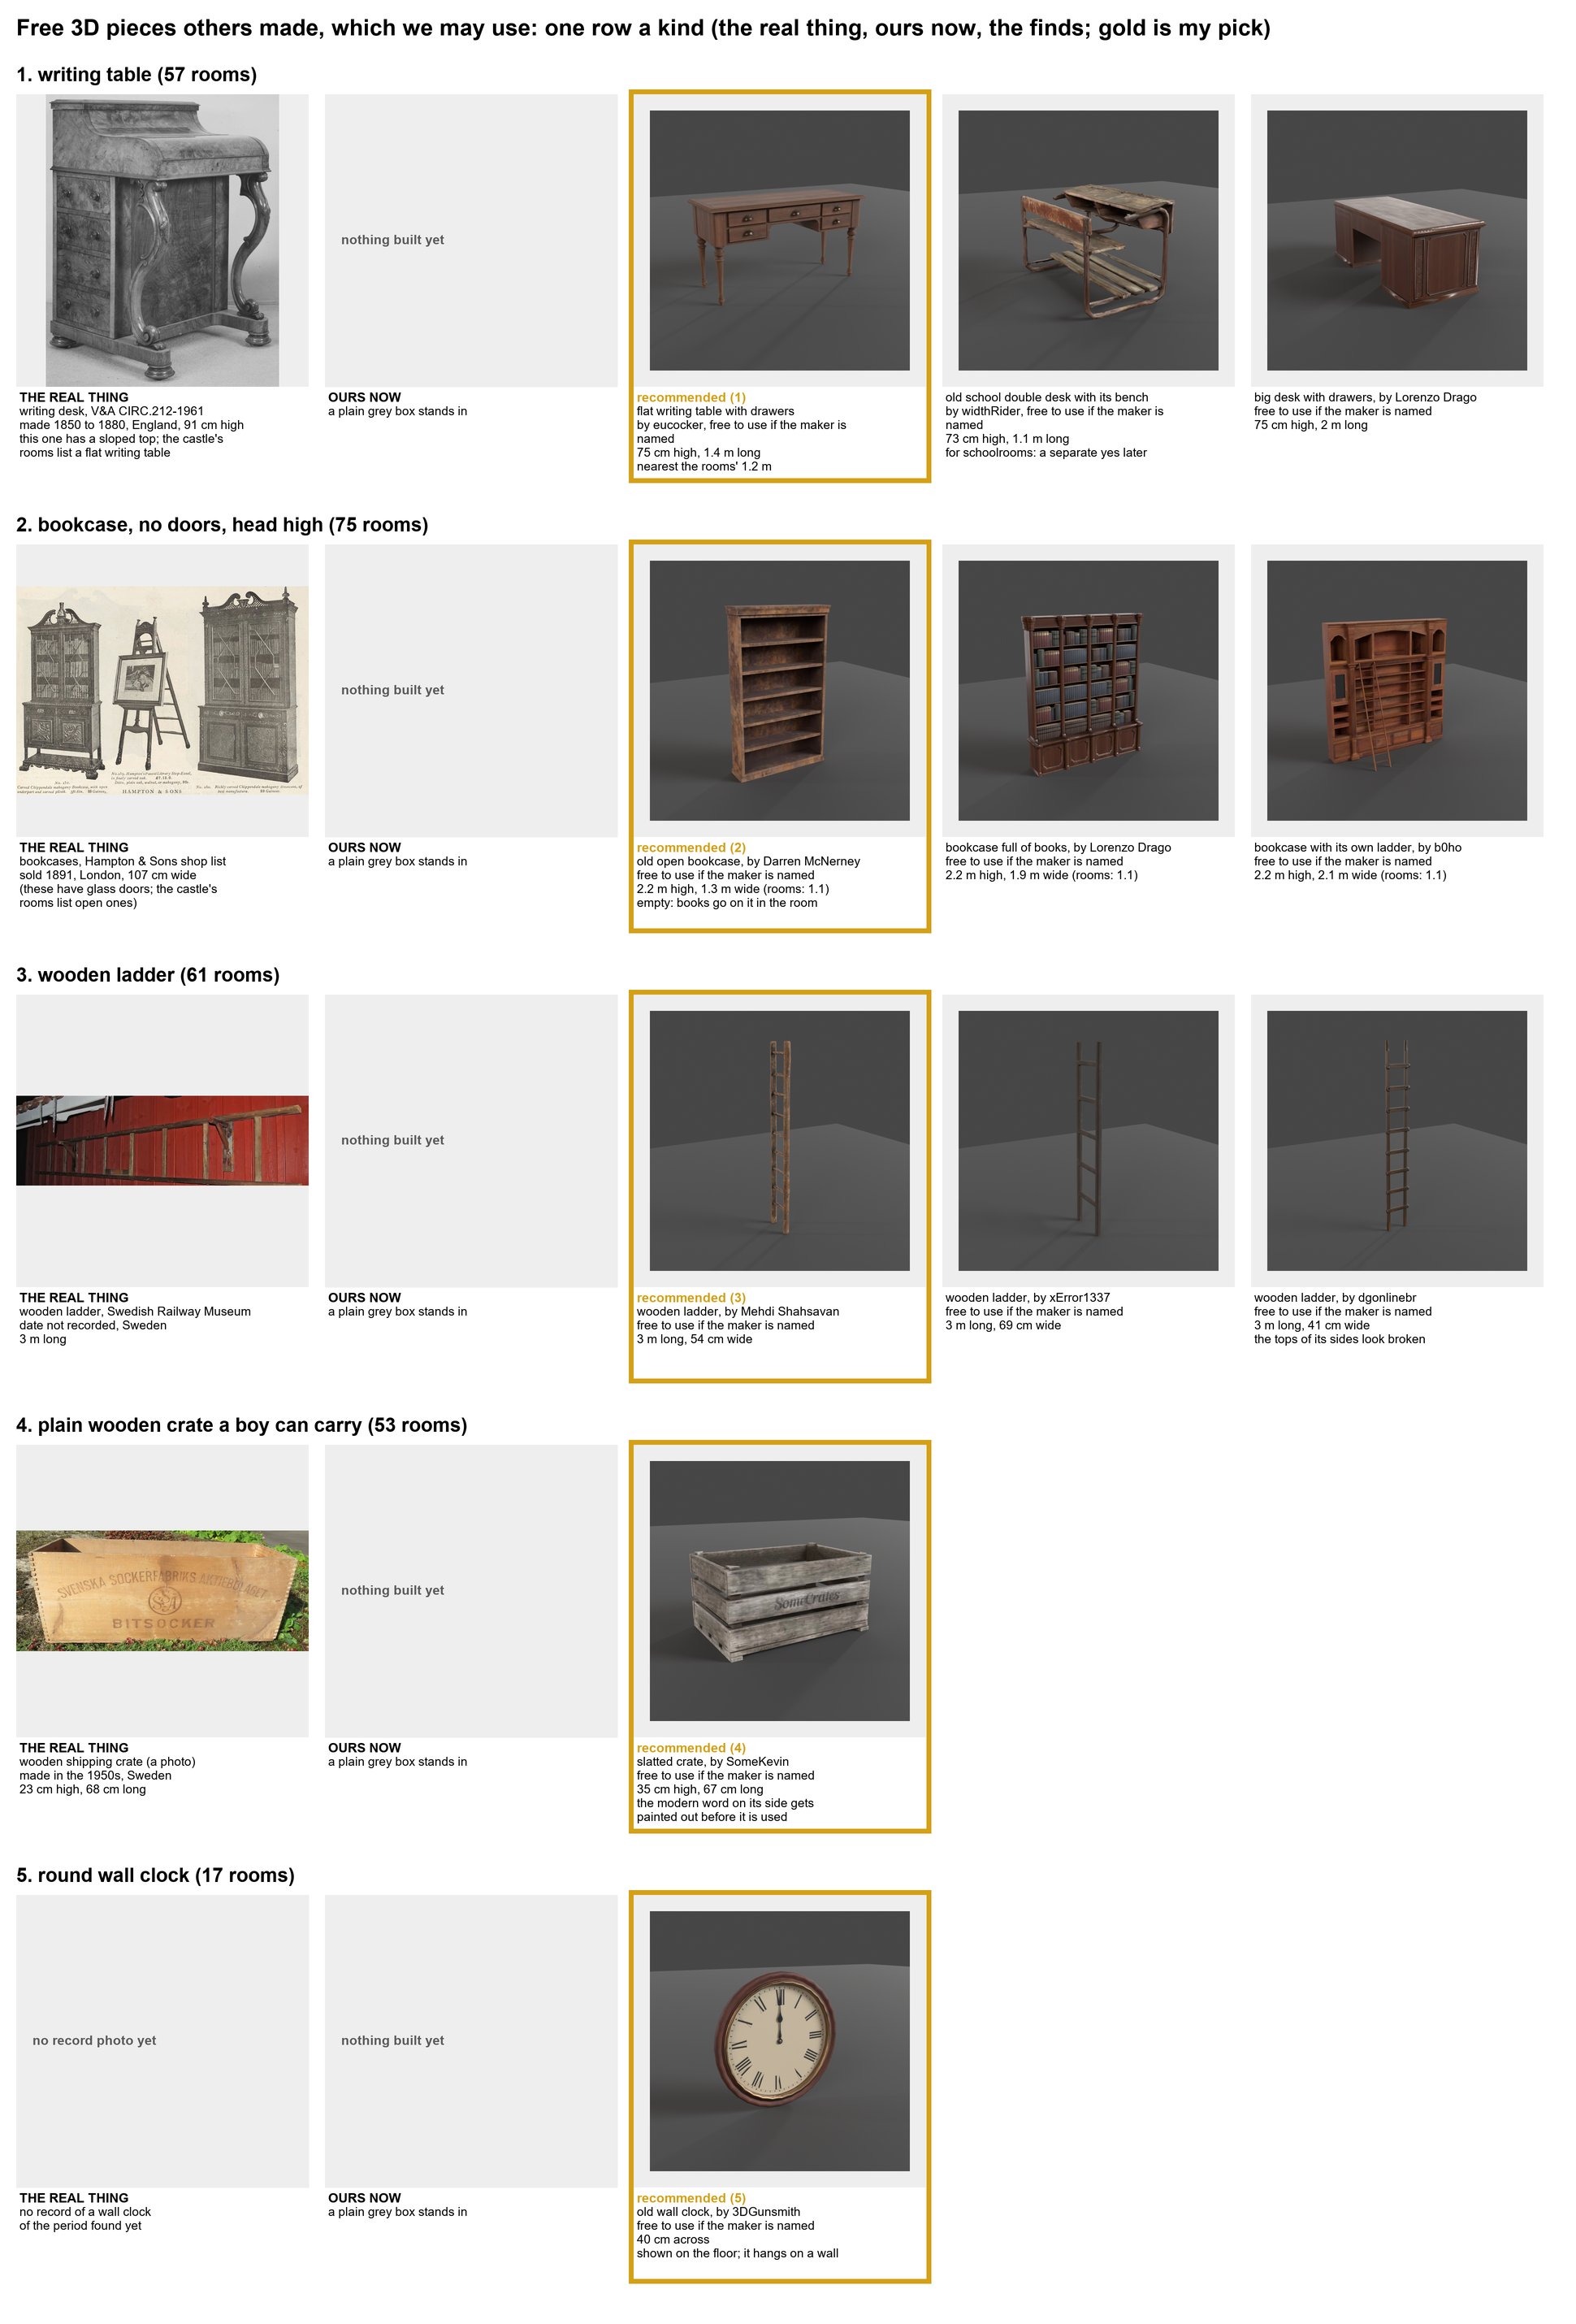 Free 3D pieces others made, which we may use: one row a kind (the real thing, ours now, the finds; gold is my pick)
1. writing table (57 rooms)
nothing built yet
THE REAL THING
writing desk, V&A CIRC.212-1961
made 1850 to 1880, England, 91 cm high
this one has a sloped top; the castle's
rooms list a flat writing table
OURS NOW
a plain grey box stands in
recommended (1)
flat writing table with drawers
by eucocker, free to use if the maker is
named
75 cm high, 1.4 m long
nearest the rooms' 1.2 m
old school double desk with its bench
by widthRider, free to use if the maker is
named
73 cm high, 1.1 m long
for schoolrooms: a separate yes later
big desk with drawers, by Lorenzo Drago
free to use if the maker is named
75 cm high, 2 m long
2. bookcase, no doors, head high (75 rooms)
HAMPTON & SONS
nothing built yet
THE REAL THING
bookcases, Hampton & Sons shop list
sold 1891, London, 107 cm wide
(these have glass doors; the castle's
rooms list open ones)
OURS NOW
a plain grey box stands in
recommended (2)
old open bookcase, by Darren McNerney
free to use if the maker is named
2.2 m high, 1.3 m wide (rooms: 1.1)
empty: books go on it in the room
bookcase full of books, by Lorenzo Drago
free to use if the maker is named
2.2 m high, 1.9 m wide (rooms: 1.1)
bookcase with its own ladder, by b0ho
free to use if the maker is named
2.2 m high, 2.1 m wide (rooms: 1.1)
3. wooden ladder (61 rooms)
nothing built yet
THE REAL THING
wooden ladder, Swedish Railway Museum
date not recorded, Sweden
3 m long
OURS NOW
a plain grey box stands in
recommended (3)
wooden ladder, by Mehdi Shahsavan
free to use if the maker is named
3 m long, 54 cm wide
wooden ladder, by xError1337
free to use if the maker is named
3 m long, 69 cm wide
wooden ladder, by dgonlinebr
free to use if the maker is named
3 m long, 41 cm wide
the tops of its sides look broken
4. plain wooden crate a boy can carry (53 rooms)
SVENSKA SOCKERFABRIKS AKTIEBOLAGET
BITSOCKER
nothing built yet
SomeCrates
THE REAL THING
wooden shipping crate (a photo)
made in the 1950s, Sweden
23 cm high, 68 cm long
OURS NOW
a plain grey box stands in
recommended (4)
slatted crate, by SomeKevin
free to use if the maker is named
35 cm high, 67 cm long
the modern word on its side gets
painted out before it is used
5. round wall clock (17 rooms)
no record photo yet
nothing built yet
THE REAL THING
no record of a wall clock
of the period found yet
OURS NOW
a plain grey box stands in
recommended (5)
old wall clock, by 3DGunsmith
free to use if the maker is named
40 cm across
shown on the floor; it hangs on a wall